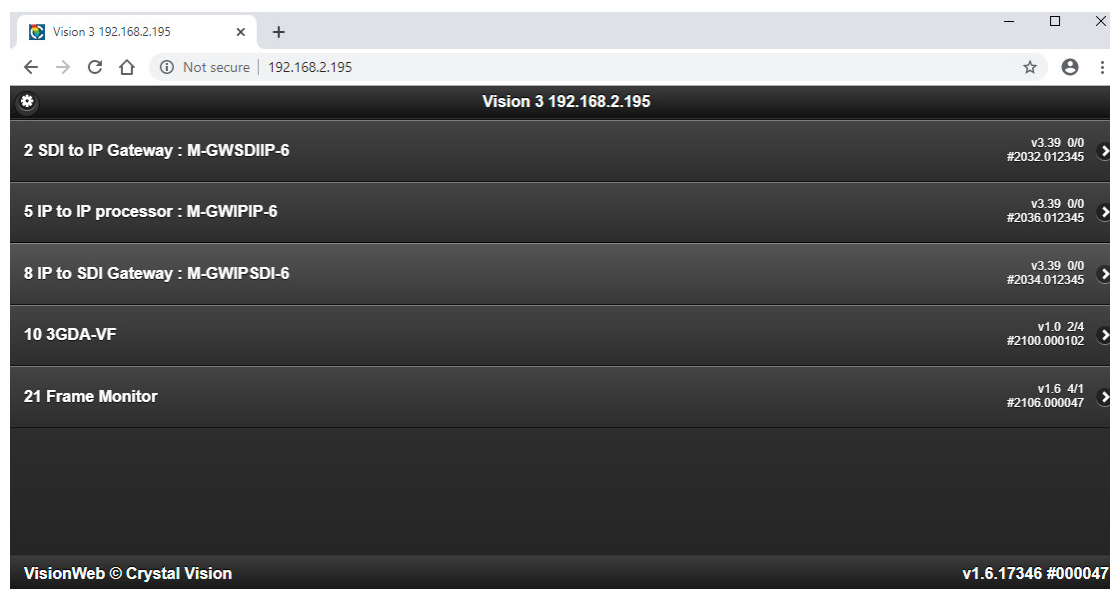 Vision 3 192.168.2.195
Not secure | 192.168.2.195
Vision 3 192.168.2.195
2 SDI to IP Gateway : M-GWSDIIP-6
v3.39 0/0
#2032.012345
5 IP to IP processor : M-GWIPIP-6
v3.39 0/0
#2036.012345
8 IP to SDI Gateway : M-GWIPSDI-6
v3.39 0/0
#2034.012345
10 3GDA-VF
v1.0 2/4
#2100.000102
21 Frame Monitor
v1.6 4/1
#2106.000047
VisionWeb © Crystal Vision
v1.6.17346 #000047